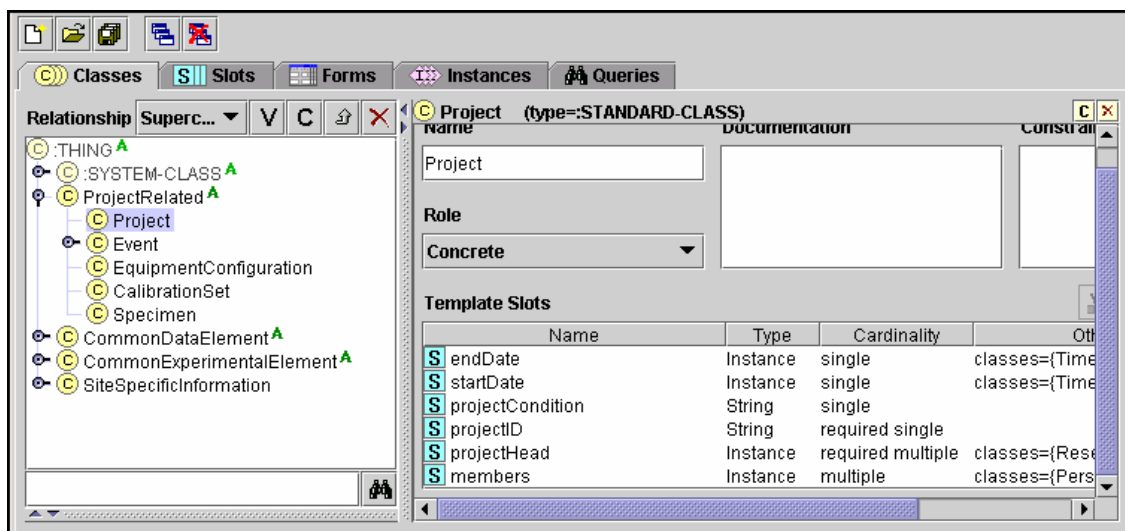 Classes Slots Forms Instances Queries
Relationship Superc... V C
:THING A
:SYSTEM-CLASS A
ProjectRelated A
Project
Event
EquipmentConfiguration
CalibrationSet
Specimen
CommonDataElement A
CommonExperimentalElement A
SiteSpecificInformation
C Project (type=:STANDARD-CLASS) C
Name Documentation Constrai
Project
Role
Concrete
Template Slots
Name Type Cardinality Oth
S endDate Instance single classes={Time
S startDate Instance single classes={Time
S projectCondition String single
S projectID String required single
S projectHead Instance required multiple classes={Rese
S members Instance multiple classes={Pers